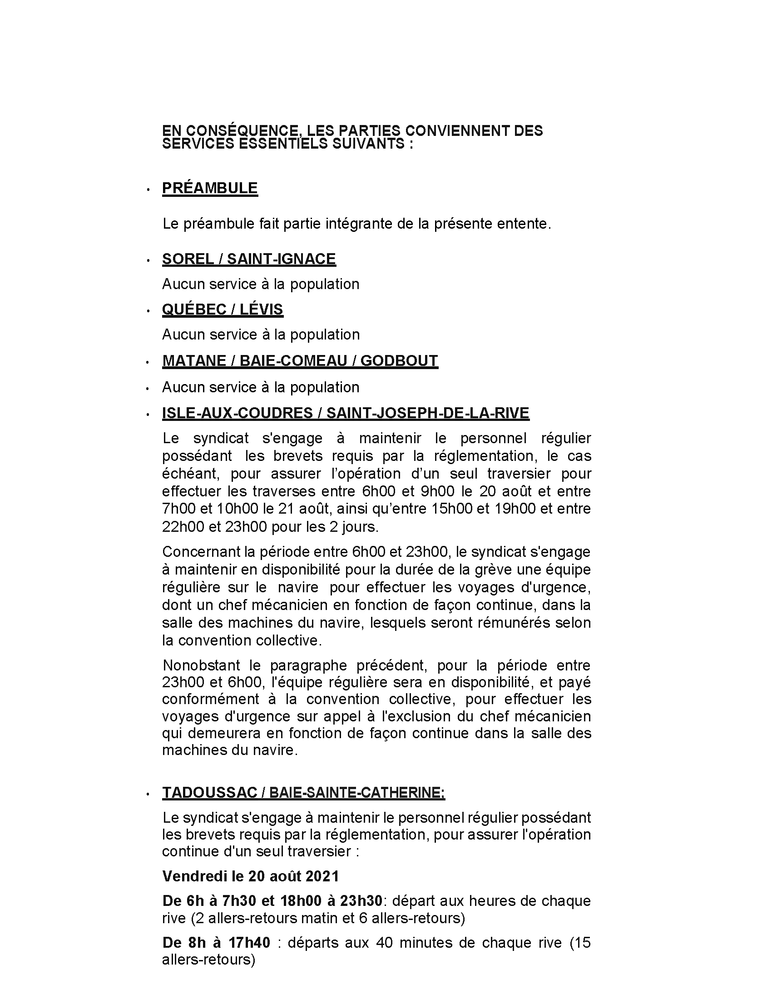 EN CONSÉQUENCE, LES PARTIES CONVIENNENT DES
SERVICES ESSENTIELS SUIVANTS :
• PRÉAMBULE
Le préambule fait partie intégrante de la présente entente.
• SOREL / SAINT-IGNACE
Aucun service à la population
• QUÉBEC / LÉVIS
Aucun service à la population
• MATANE / BAIE-COMEAU / GODBOUT
• Aucun service à la population
• ISLE-AUX-COUDRES / SAINT-JOSEPH-DE-LA-RIVE
Le syndicat s'engage à maintenir le personnel régulier
possédant les brevets requis par la réglementation, le cas
échéant, pour assurer l’opération d’un seul traversier pour
effectuer les traverses entre 6h00 et 9h00 le 20 août et entre
7h00 et 10h00 le 21 août, ainsi qu’entre 15h00 et 19h00 et entre
22h00 et 23h00 pour les 2 jours.
Concernant la période entre 6h00 et 23h00, le syndicat s'engage
à maintenir en disponibilité pour la durée de la grève une équipe
régulière sur le navire pour effectuer les voyages d'urgence,
dont un chef mécanicien en fonction de façon continue, dans la
salle des machines du navire, lesquels seront rémunérés selon
la convention collective.
Nonobstant le paragraphe précédent, pour la période entre
23h00 et 6h00, l'équipe régulière sera en disponibilité, et payé
conformément à la convention collective, pour effectuer les
voyages d'urgence sur appel à l'exclusion du chef mécanicien
qui demeurera en fonction de façon continue dans la salle des
machines du navire.
• TADOUSSAC / BAIE-SAINTE-CATHERINE;
Le syndicat s'engage à maintenir le personnel régulier possédant
les brevets requis par la réglementation, pour assurer l'opération
continue d'un seul traversier :
Vendredi le 20 août 2021
De 6h à 7h30 et 18h00 à 23h30: départ aux heures de chaque
rive (2 allers-retours matin et 6 allers-retours)
De 8h à 17h40 : départs aux 40 minutes de chaque rive (15
allers-retours)